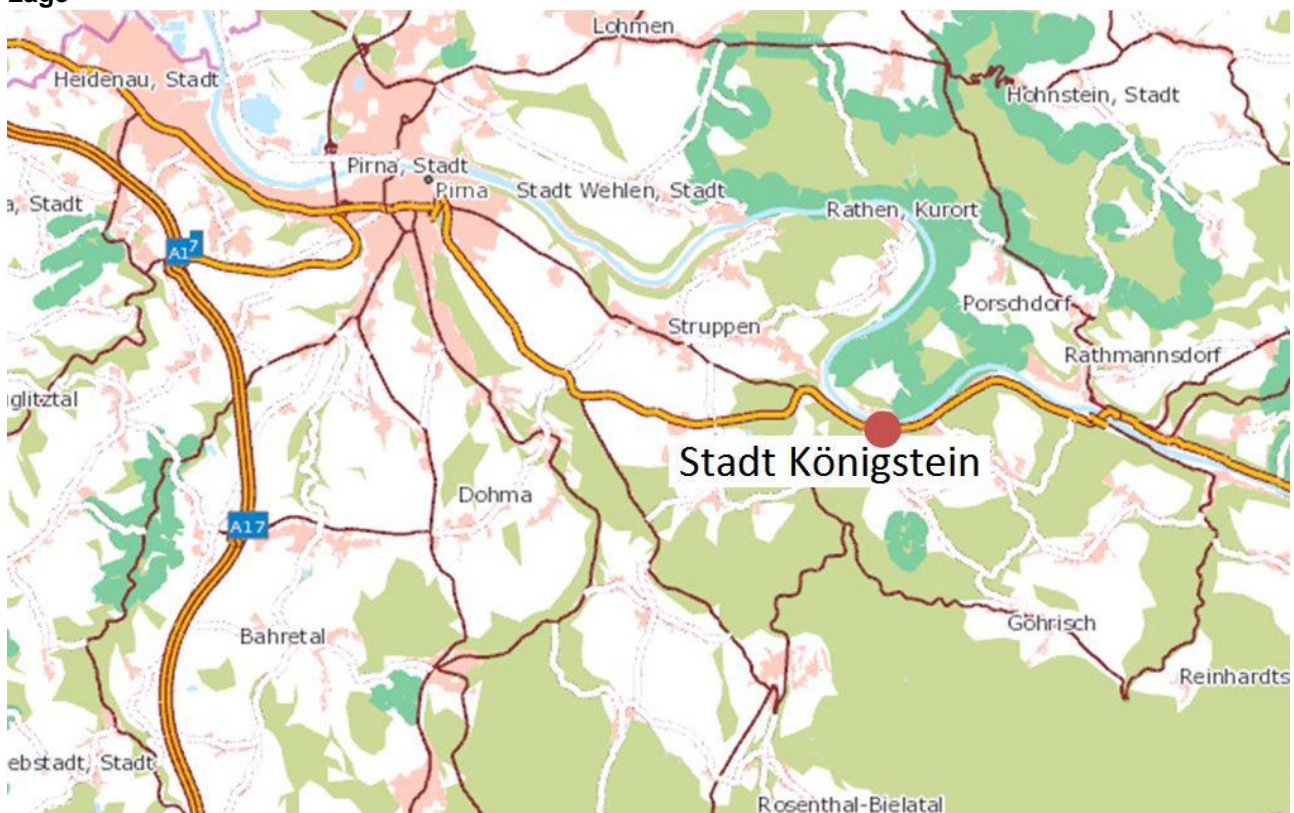 Lage
Lohmen
Heidenau, Stadt
Hohnstein, Stadt
Pirna, Stadt
Pirna
Stadt Wehlen, Stadt
a, Stadt
Rathen, Kurort
A17
Porschdorf
Struppen
Rathmannsdorf
glitztal
Stadt Königstein
Dohma
A17
Göhrisch
Bahretal
Reinhardts
ebstadt, Stadt
Rosenthal-Bielatal